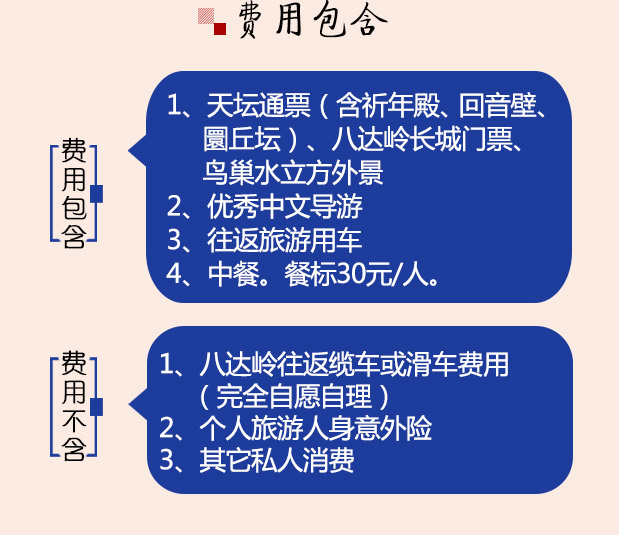 费用包含
费用包含
1、天坛通票（含祈年殿、回音壁、
圜丘坛）、八达岭长城门票、
鸟巢水立方外景
2、优秀中文导游
3、往返旅游用车
4、中餐。餐标30元/人。
费用不含
1、八达岭往返缆车或滑车费用
（完全自愿自理）
2、个人旅游人身意外险
3、其它私人消费